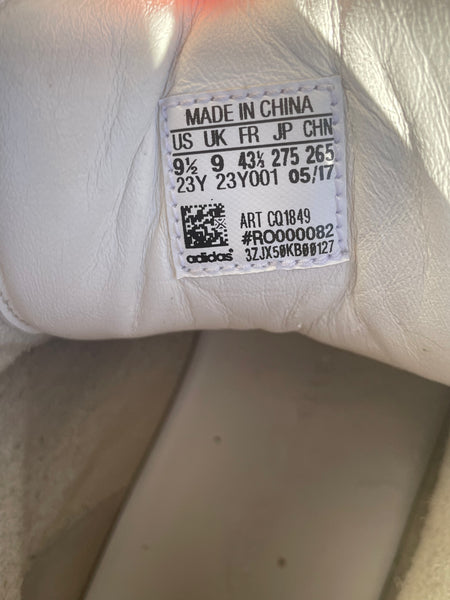 MADE IN CHINA
US UK FR JP CHN
9½ 9 43⅓ 275 265
23Y 23Y001 05/17
ART CQ1849
#RO000082
adidas® 3ZJX50KB00127